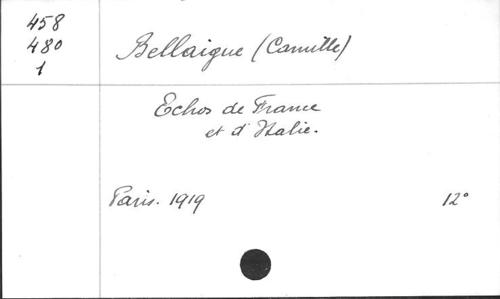 458
480
1
Bellaigue (Camille)
Echos de France
et d'Italie.
Paris. 1919
12°